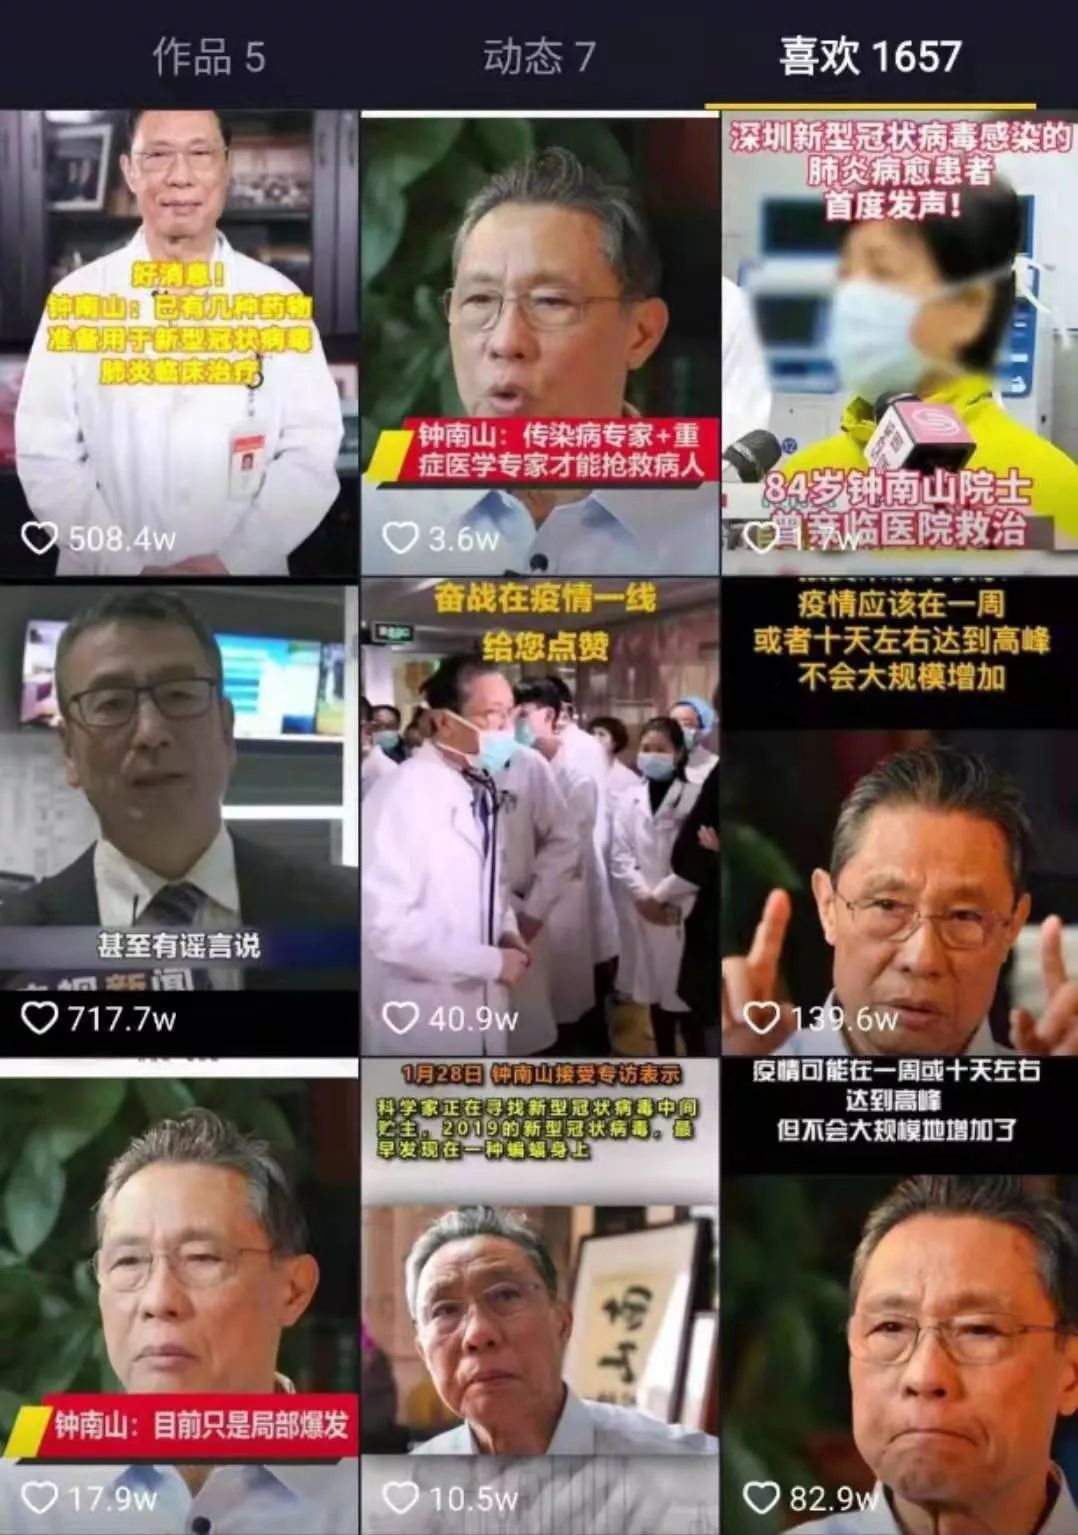 作品 5
动态 7
喜欢 1657
好消息！
钟南山：已有几种药物
准备用于新型冠状病毒
肺炎临床治疗
508.4w
钟南山：传染病专家+重
症医学专家才能抢救病人
3.6w
深圳新型冠状病毒感染的
肺炎病愈患者
首度发声！
84岁钟南山院士
曾亲临医院救治
1.7w
甚至有谣言说
央视新闻
717.7w
奋战在疫情一线
给您点赞
40.9w
疫情应该在一周
或者十天左右达到高峰
不会大规模增加
139.6w
钟南山：目前只是局部爆发
17.9w
1月28日 钟南山接受专访表示
科学家正在寻找新型冠状病毒中间
贮主，2019的新型冠状病毒，最
早发现在一种蝙蝠身上
10.5w
疫情可能在一周或十天左右
达到高峰
但不会大规模地增加了
82.9w